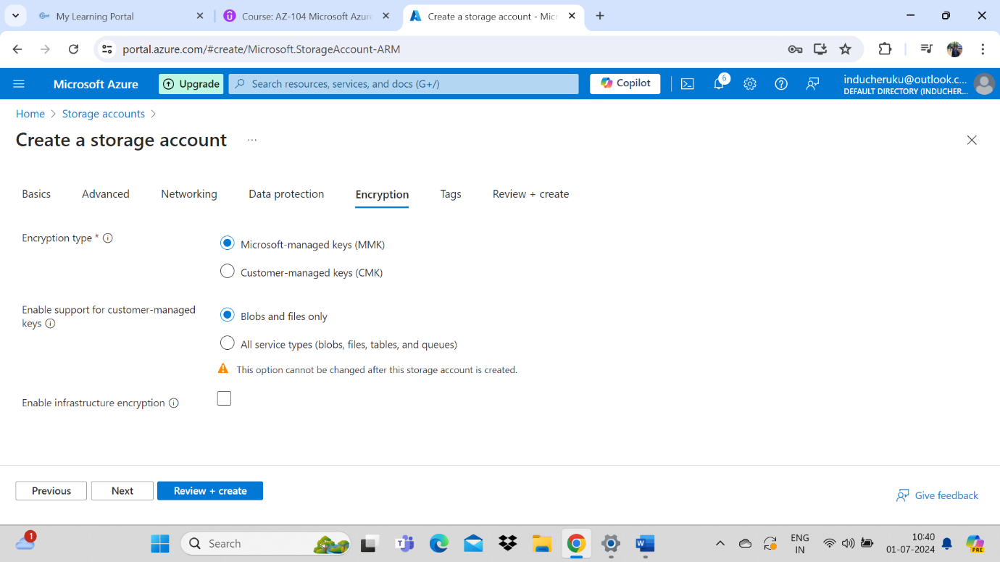 My Learning Portal
Course: AZ-104 Microsoft Azure
Create a storage account - Micr
portal.azure.com/#create/Microsoft.StorageAccount-ARM
Microsoft Azure
Upgrade
Search resources, services, and docs (G+/)
Copilot
6
inducheruku@outlook.c...
DEFAULT DIRECTORY (INDUCHER...
Home > Storage accounts >
Create a storage account ...
Basics Advanced Networking Data protection Encryption Tags Review + create
Encryption type *
Microsoft-managed keys (MMK)
Customer-managed keys (CMK)
Enable support for customer-managed
keys
Blobs and files only
All service types (blobs, files, tables, and queues)
This option cannot be changed after this storage account is created.
Enable infrastructure encryption
Previous Next Review + create
Give feedback
1
Search
ENG
IN
10:40
01-07-2024
PRE